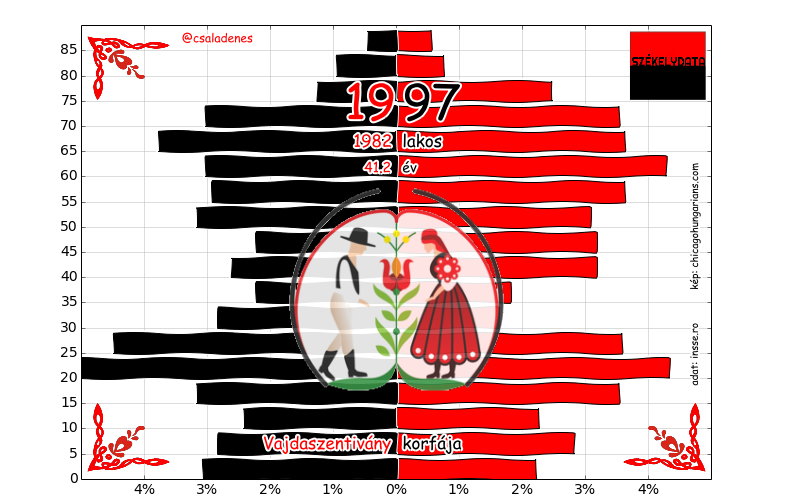 @csaladenes
SZÉKELYDATA
1997
1982 lakos
41,2 év
kép: chicagohungarians.com
adat: insse.ro
Vajdaszentivány korfája
85
80
75
70
65
60
55
50
45
40
35
30
25
20
15
10
5
0
4% 3% 2% 1% 0% 1% 2% 3% 4%